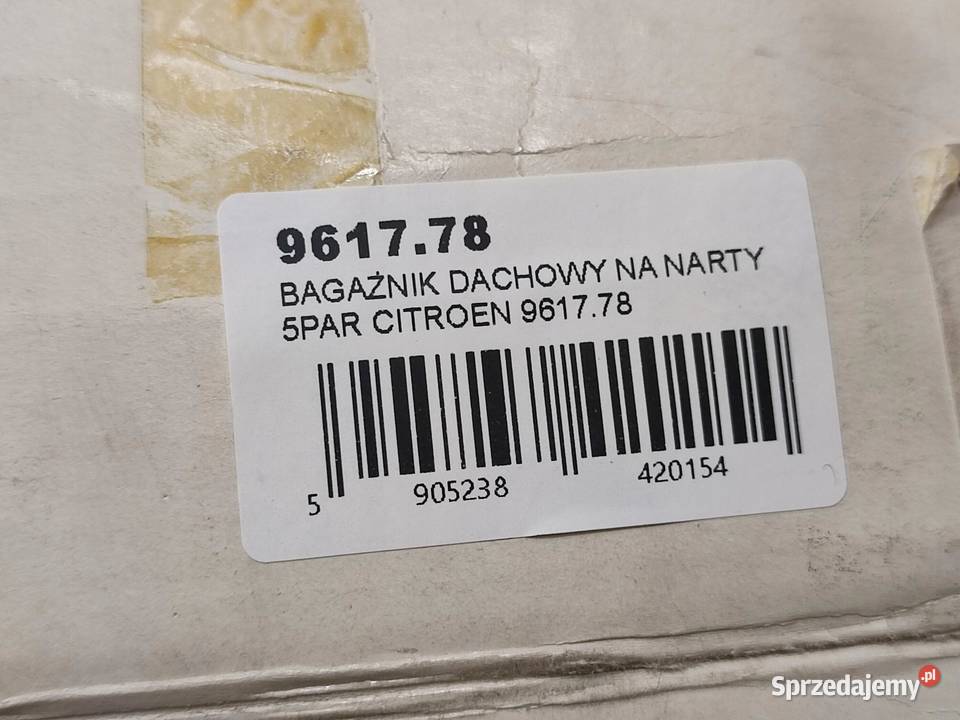 9617.78
BAGAŻNIK DACHOWY NA NARTY
5PAR CITROEN 9617.78
5 905238 420154
Sprzedajemy.pl